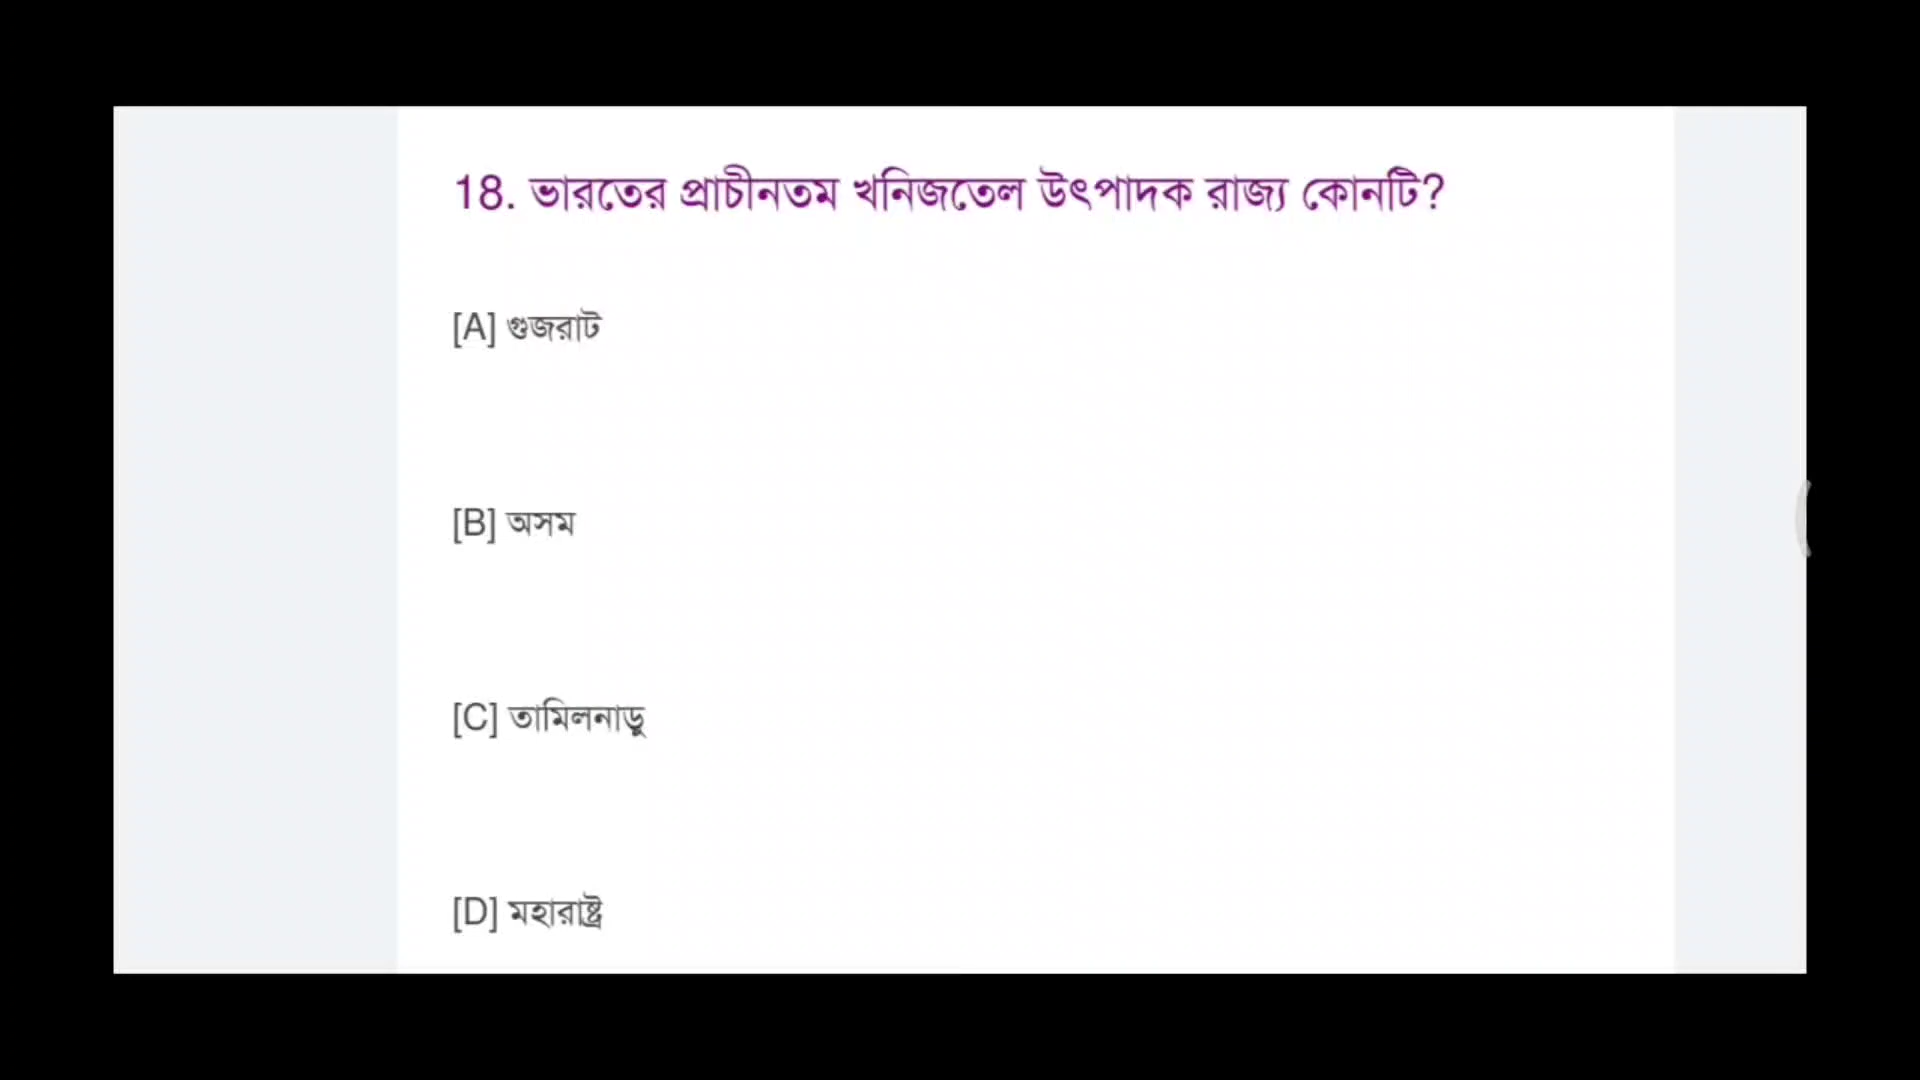 18. ভারতের প্রাচীনতম খনিজতেল উৎপাদক রাজ্য কোনটি?
[A] গুজরাট
[B] অসম
[C] তামিলনাড়ু
[D] মহারাষ্ট্র